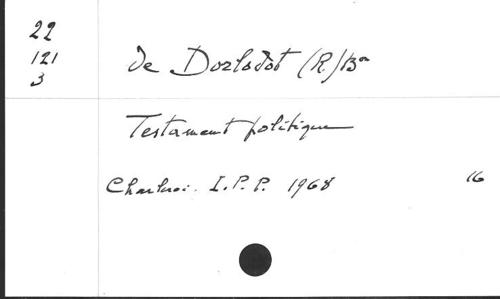 22
121
3
de Dorlodot (R.) Bon
Testament politique
Charleroi. I.P.P. 1968
16